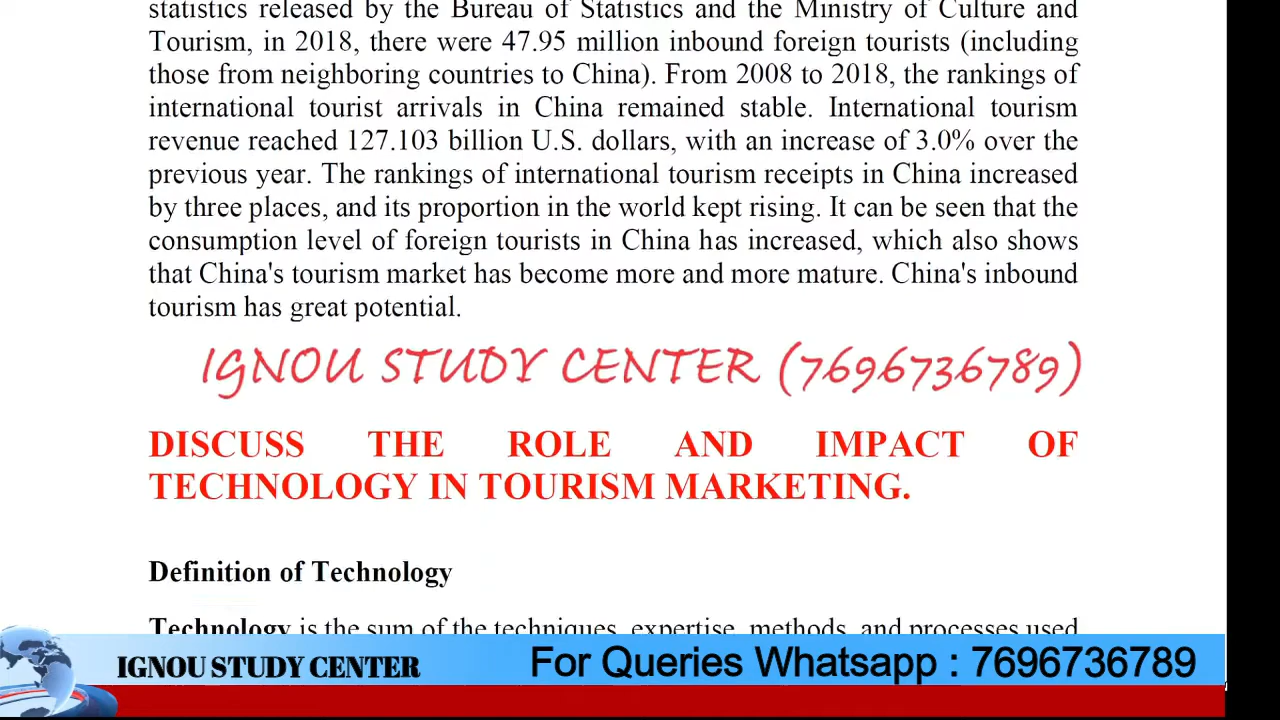 statistics released by the Bureau of Statistics and the Ministry of Culture and
Tourism, in 2018, there were 47.95 million inbound foreign tourists (including
those from neighboring countries to China). From 2008 to 2018, the rankings of
international tourist arrivals in China remained stable. International tourism
revenue reached 127.103 billion U.S. dollars, with an increase of 3.0% over the
previous year. The rankings of international tourism receipts in China increased
by three places, and its proportion in the world kept rising. It can be seen that the
consumption level of foreign tourists in China has increased, which also shows
that China's tourism market has become more and more mature. China's inbound
tourism has great potential.
IGNOU STUDY CENTER (7696736789)
DISCUSS THE ROLE AND IMPACT OF
TECHNOLOGY IN TOURISM MARKETING.
Definition of Technology
Technology is the sum of the techniques, expertise, methods, and processes used
IGNOU STUDY CENTER
For Queries Whatsapp : 7696736789